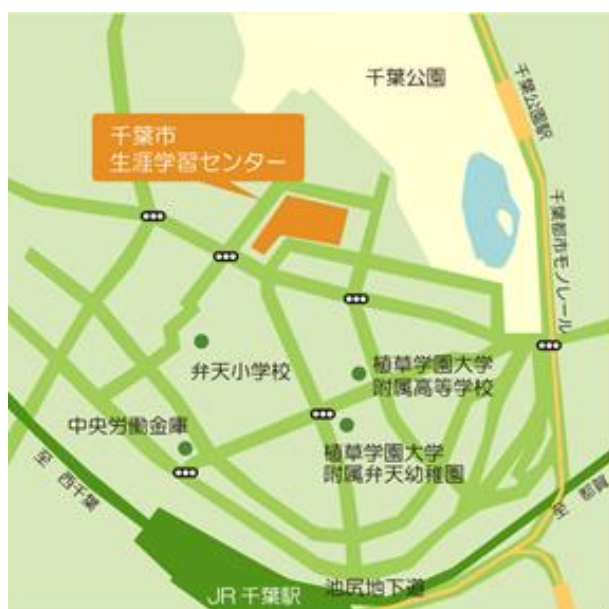 千葉公園
千葉公園駅
千葉市
生涯学習センター
千葉都市モノレール
弁天小学校
植草学園大学
附属高等学校
中央労働金庫
植草学園大学
附属弁天幼稚園
至 西千葉
至 都賀
JR 千葉駅
池尻地下道